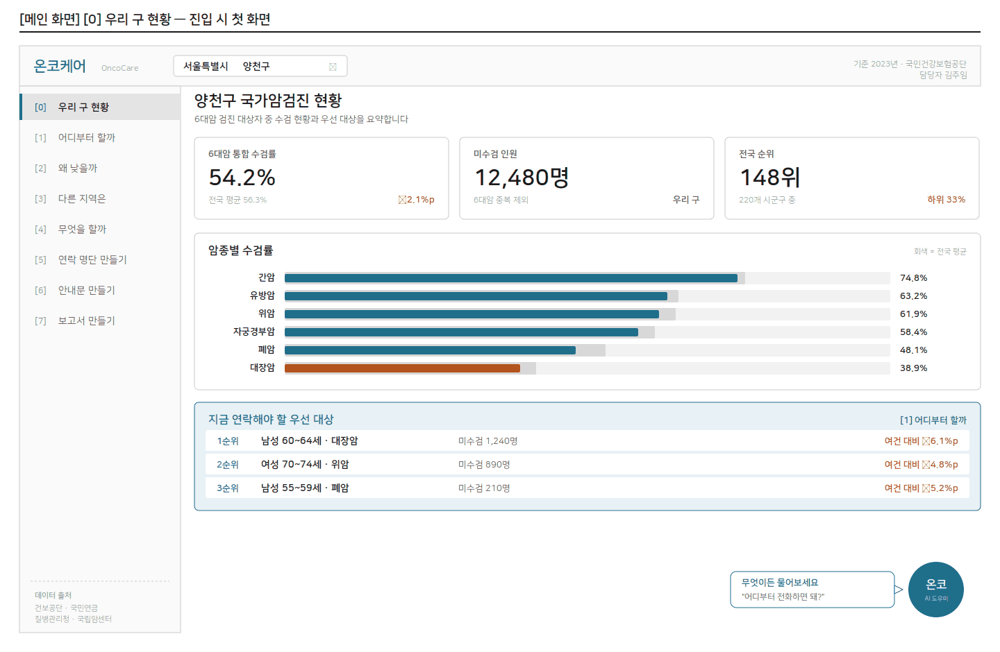 [메인 화면] [0] 우리 구 현황 — 진입 시 첫 화면
온코케어 OncoCare
서울특별시 양천구
기준 2023년 · 국민건강보험공단
담당자 김주임
[0] 우리 구 현황
[1] 어디부터 할까
[2] 왜 낮을까
[3] 다른 지역은
[4] 무엇을 할까
[5] 연락 명단 만들기
[6] 안내문 만들기
[7] 보고서 만들기
데이터 출처
건보공단 · 국민연금
질병관리청 · 국립암센터
양천구 국가암검진 현황
6대암 검진 대상자 중 수검 현황과 우선 대상을 요약합니다
6대암 통합 수검률
54.2%
전국 평균 56.3% 2.1%p
미수검 인원
12,480명
6대암 중복 제외 우리 구
전국 순위
148위
220개 시군구 중 하위 33%
암종별 수검률 회색 = 전국 평균
간암 74.8%
유방암 63.2%
위암 61.9%
자궁경부암 58.4%
폐암 48.1%
대장암 38.9%
지금 연락해야 할 우선 대상 [1] 어디부터 할까
1순위 남성 60~64세 · 대장암 미수검 1,240명 여건 대비 6.1%p
2순위 여성 70~74세 · 위암 미수검 890명 여건 대비 4.8%p
3순위 남성 55~59세 · 폐암 미수검 210명 여건 대비 5.2%p
무엇이든 물어보세요
"어디부터 전화하면 돼?"
온코
AI 도우미